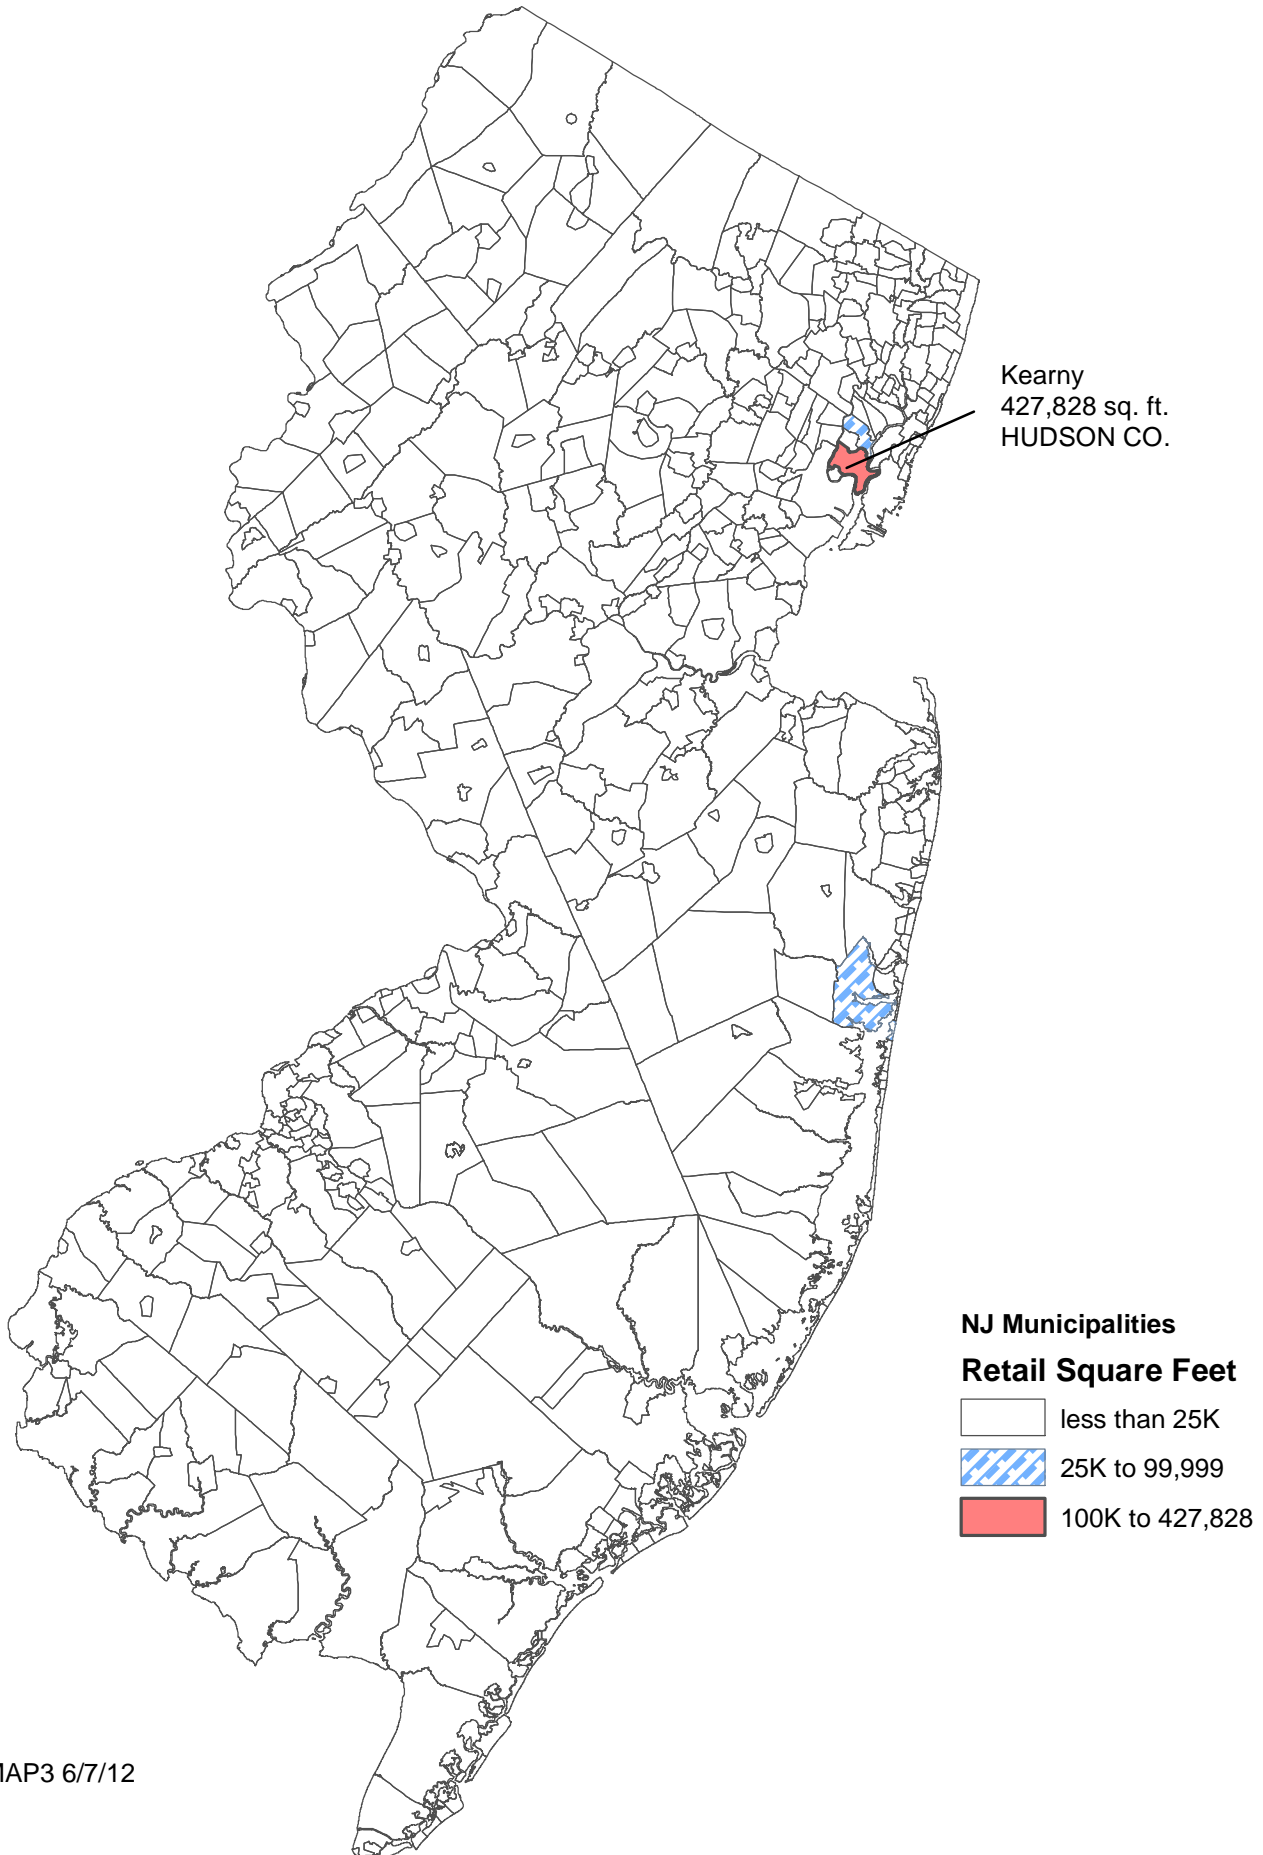 Kearny
427,828 sq. ft.
HUDSON CO.
NJ Municipalities
Retail Square Feet
less than 25K
25K to 99,999
100K to 427,828
MAP3 6/7/12